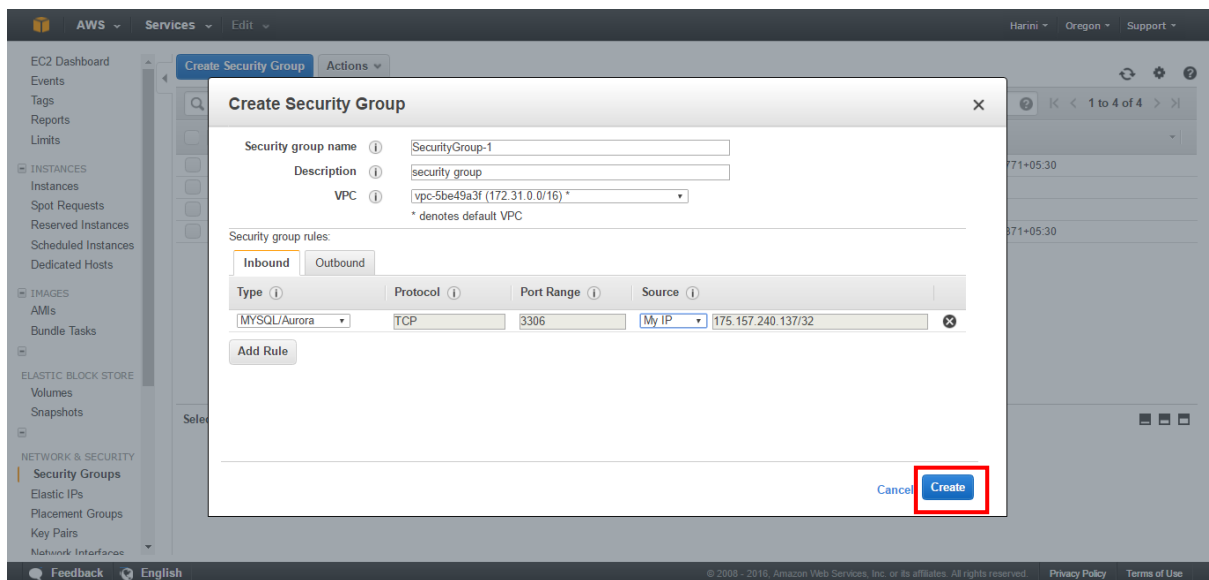 AWS Services Edit Harini Oregon Support
EC2 Dashboard
Events
Tags
Reports
Limits
INSTANCES
Instances
Spot Requests
Reserved Instances
Scheduled Instances
Dedicated Hosts
IMAGES
AMIs
Bundle Tasks
ELASTIC BLOCK STORE
Volumes
Snapshots
NETWORK & SECURITY
Security Groups
Elastic IPs
Placement Groups
Key Pairs
Network Interfaces
Create Security Group Actions
1 to 4 of 4
771+05:30
371+05:30
Create Security Group
Security group name SecurityGroup-1
Description security group
VPC vpc-5be49a3f (172.31.0.0/16) *
* denotes default VPC
Security group rules:
Inbound Outbound
Type Protocol Port Range Source
MYSQL/Aurora TCP 3306 My IP 175.157.240.137/32
Add Rule
Cancel Create
Feedback English © 2008 - 2016, Amazon Web Services, Inc. or its affiliates. All rights reserved. Privacy Policy Terms of Use